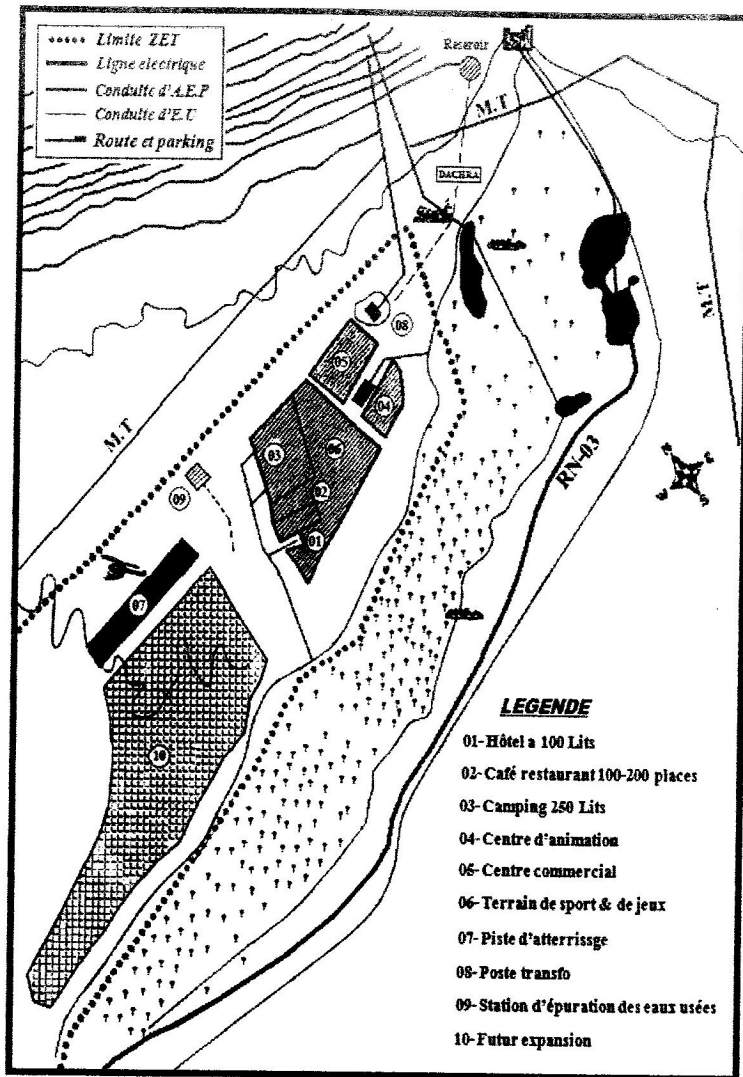 Limite ZET
Ligne electrique
Conduite d'A.E.P
Conduite d'E.U
Route et parking
Reservoir
M.T
DACHRA
08
05
04
M.T
03
06
M.T
02
09
RN-03
01
07
10
LEGENDE
01-Hôtel a 100 Lits
02-Café restaurant 100-200 places
03-Camping 250 Lits
04-Centre d'animation
05-Centre commercial
06-Terrain de sport & de jeux
07-Piste d'atterrissge
08-Poste transfo
09-Station d'épuration des eaux usées
10-Futur expansion